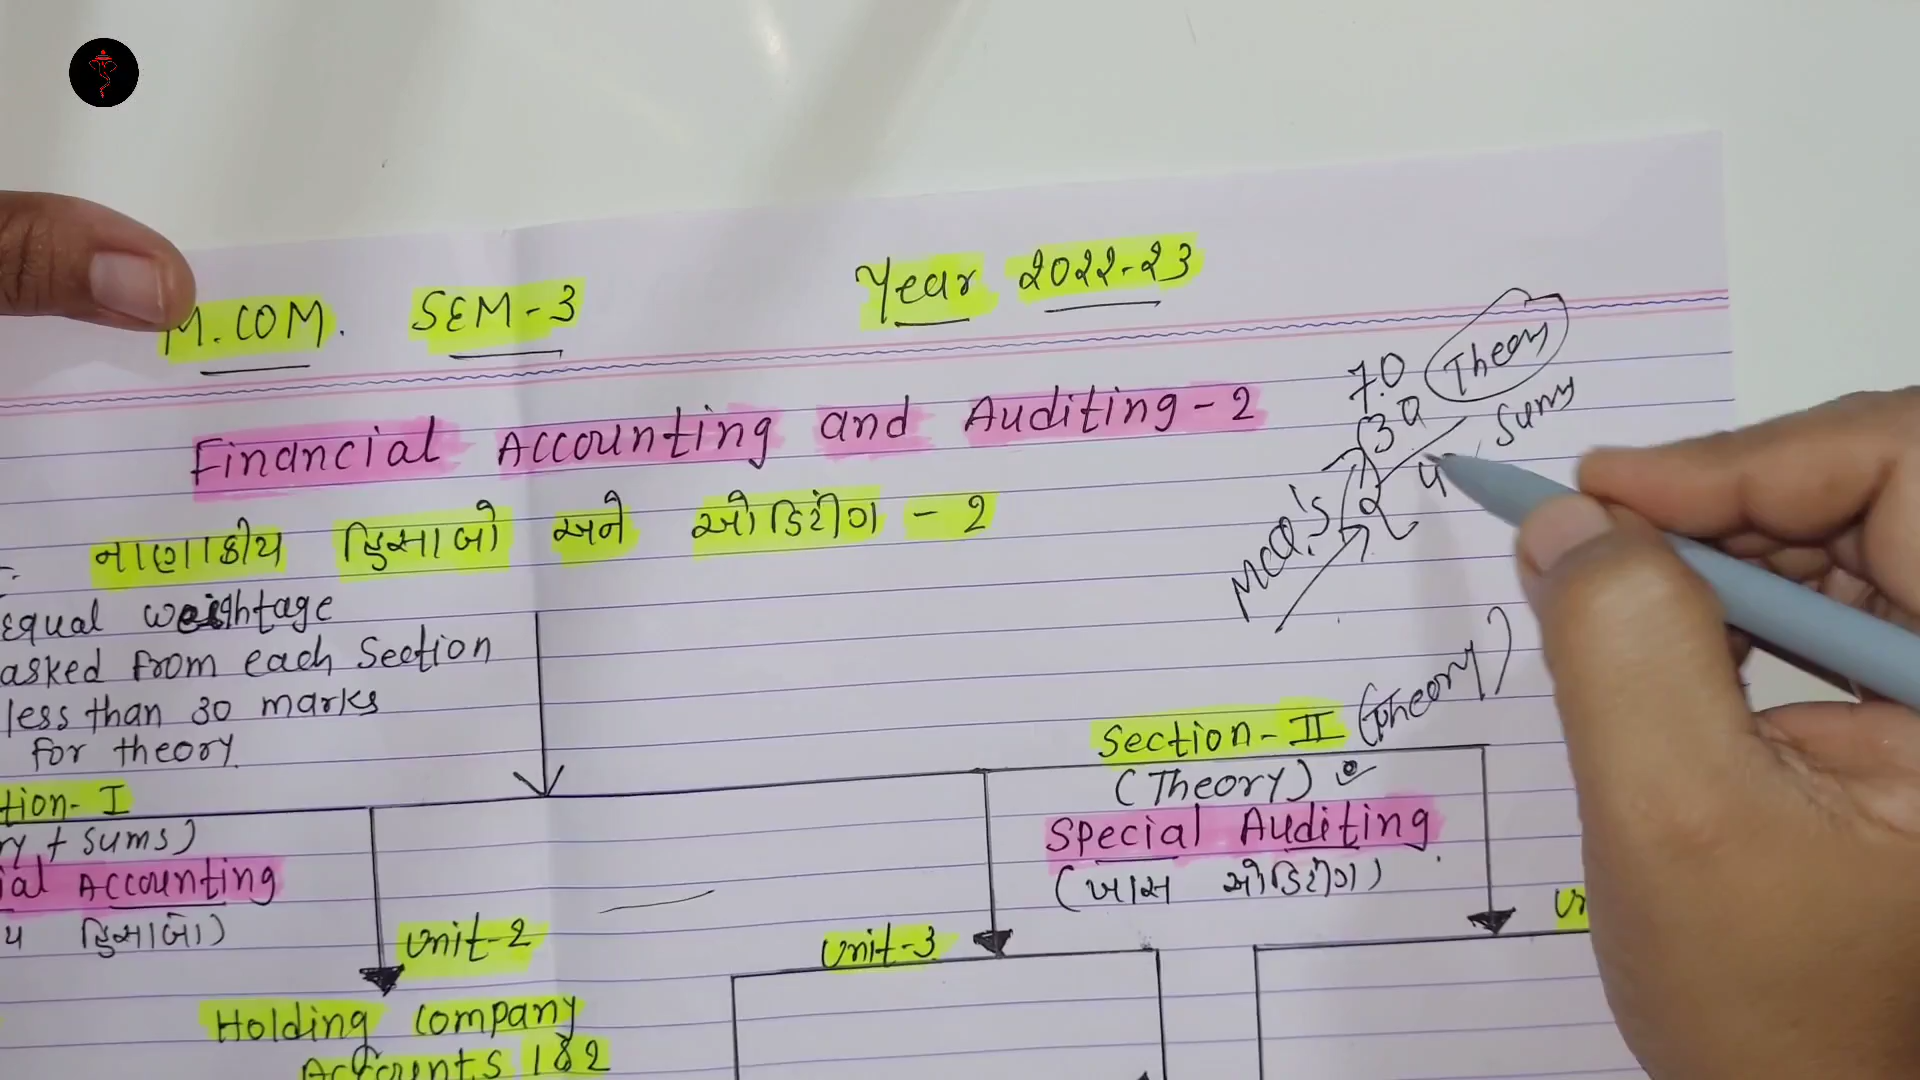 M.COM. SEM-3 Year 2022-23
Financial Accounting and Auditing-2
નાણાકીય હિસાબો અને ઓડિટીંગ - 2
Equal weightage
asked from each Section
less than 30 marks
for theory
70 Theory
30 Sums
MCQ's
Section-II (Theory)
(Theory)
Special Auditing
(ખાસ ઓડિટીંગ)
tion-I
ry + Sums)
ial Accounting
ય હિસાબો)
Unit-2
Unit-3
Holding Company
Accounts 1&2